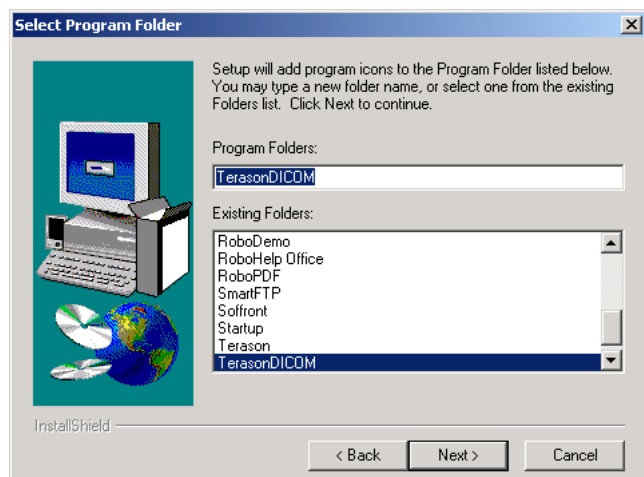 Select Program Folder
Setup will add program icons to the Program Folder listed below.
You may type a new folder name, or select one from the existing
Folders list.  Click Next to continue.
Program Folders:
TerasonDICOM
Existing Folders:
RoboDemo
RoboHelp Office
RoboPDF
SmartFTP
Soffront
Startup
Terason
TerasonDICOM
InstallShield
< Back
Next >
Cancel